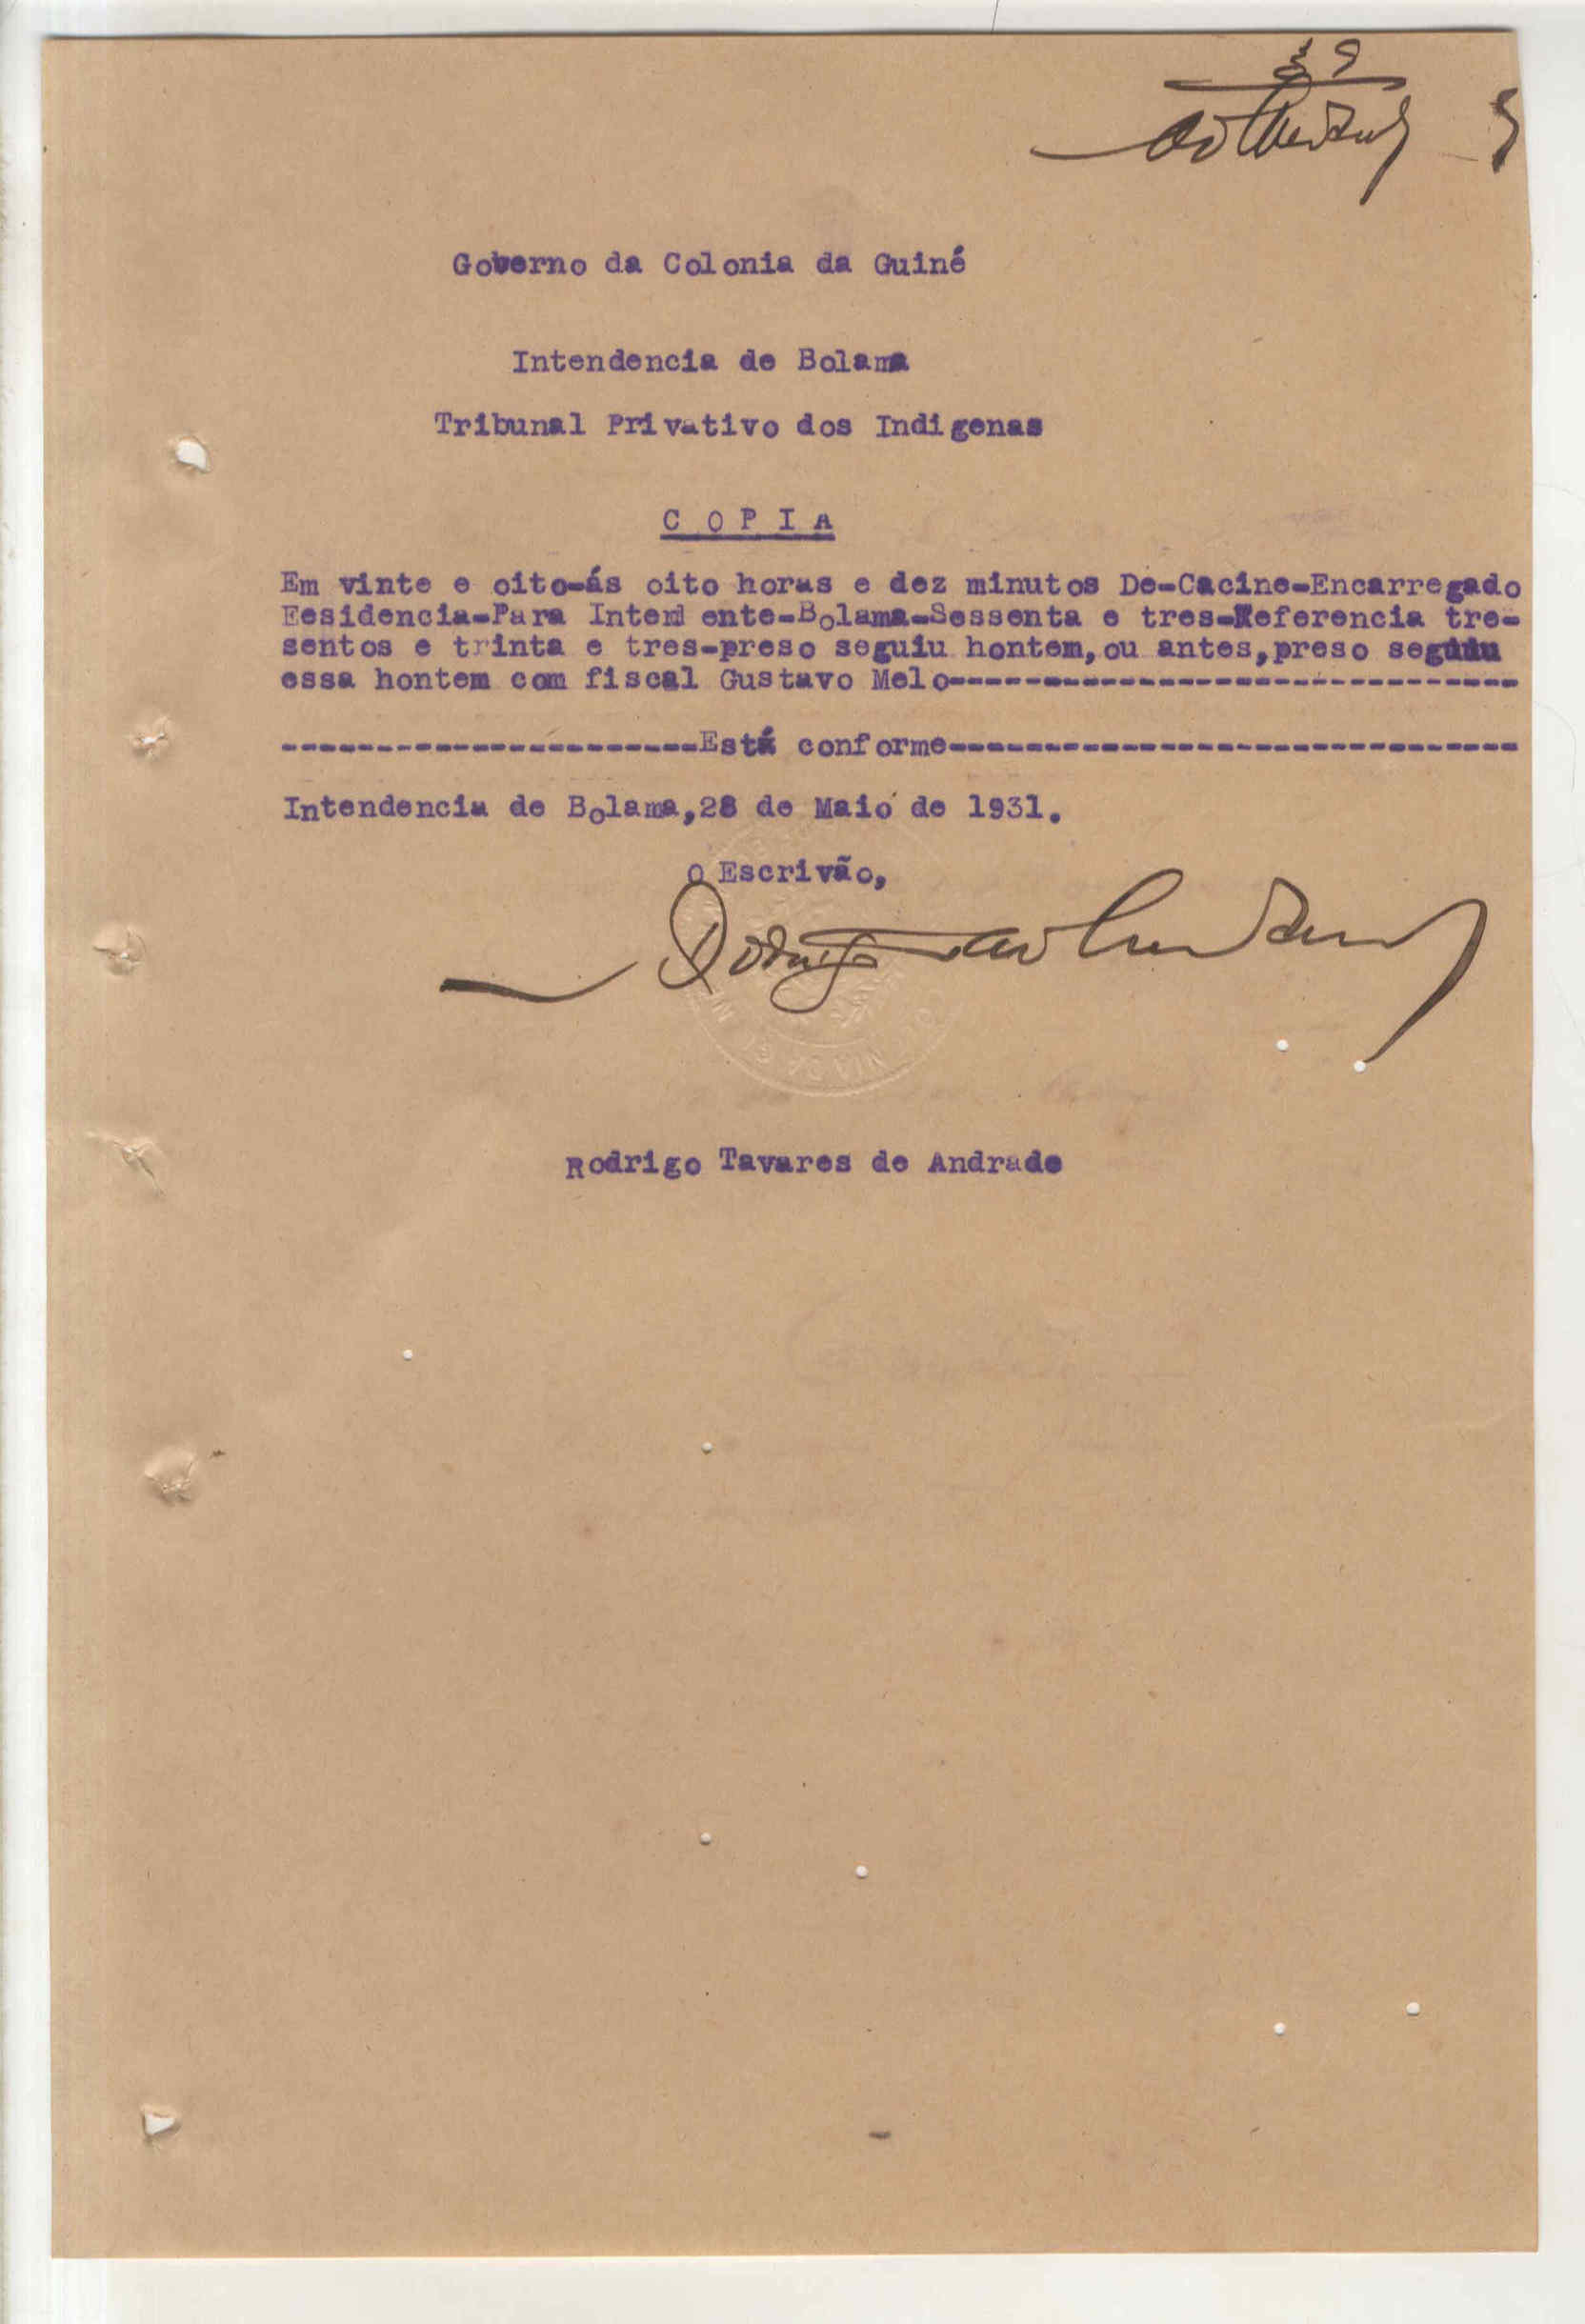 Governo da Colonia da Guiné
Intendencia de Bolama
Tribunal Privativo dos Indigenas
C O P I A
Em vinte e oito-ás oito horas e dez minutos De-Cacine-Encarregado
Eesidencia-Para Intend ente-Bolama-Sessenta e tres-Referencia tre-
sentos e trinta e tres-preso seguiu hontem,ou antes,preso seguiu
essa hontem com fiscal Gustavo Melo-------------------------------
-----------------------Está conforme-------------------------------
Intendencia de Bolama,28 de Maio de 1931.
O Escrivão,
Rodrigo Tavares de Andrade